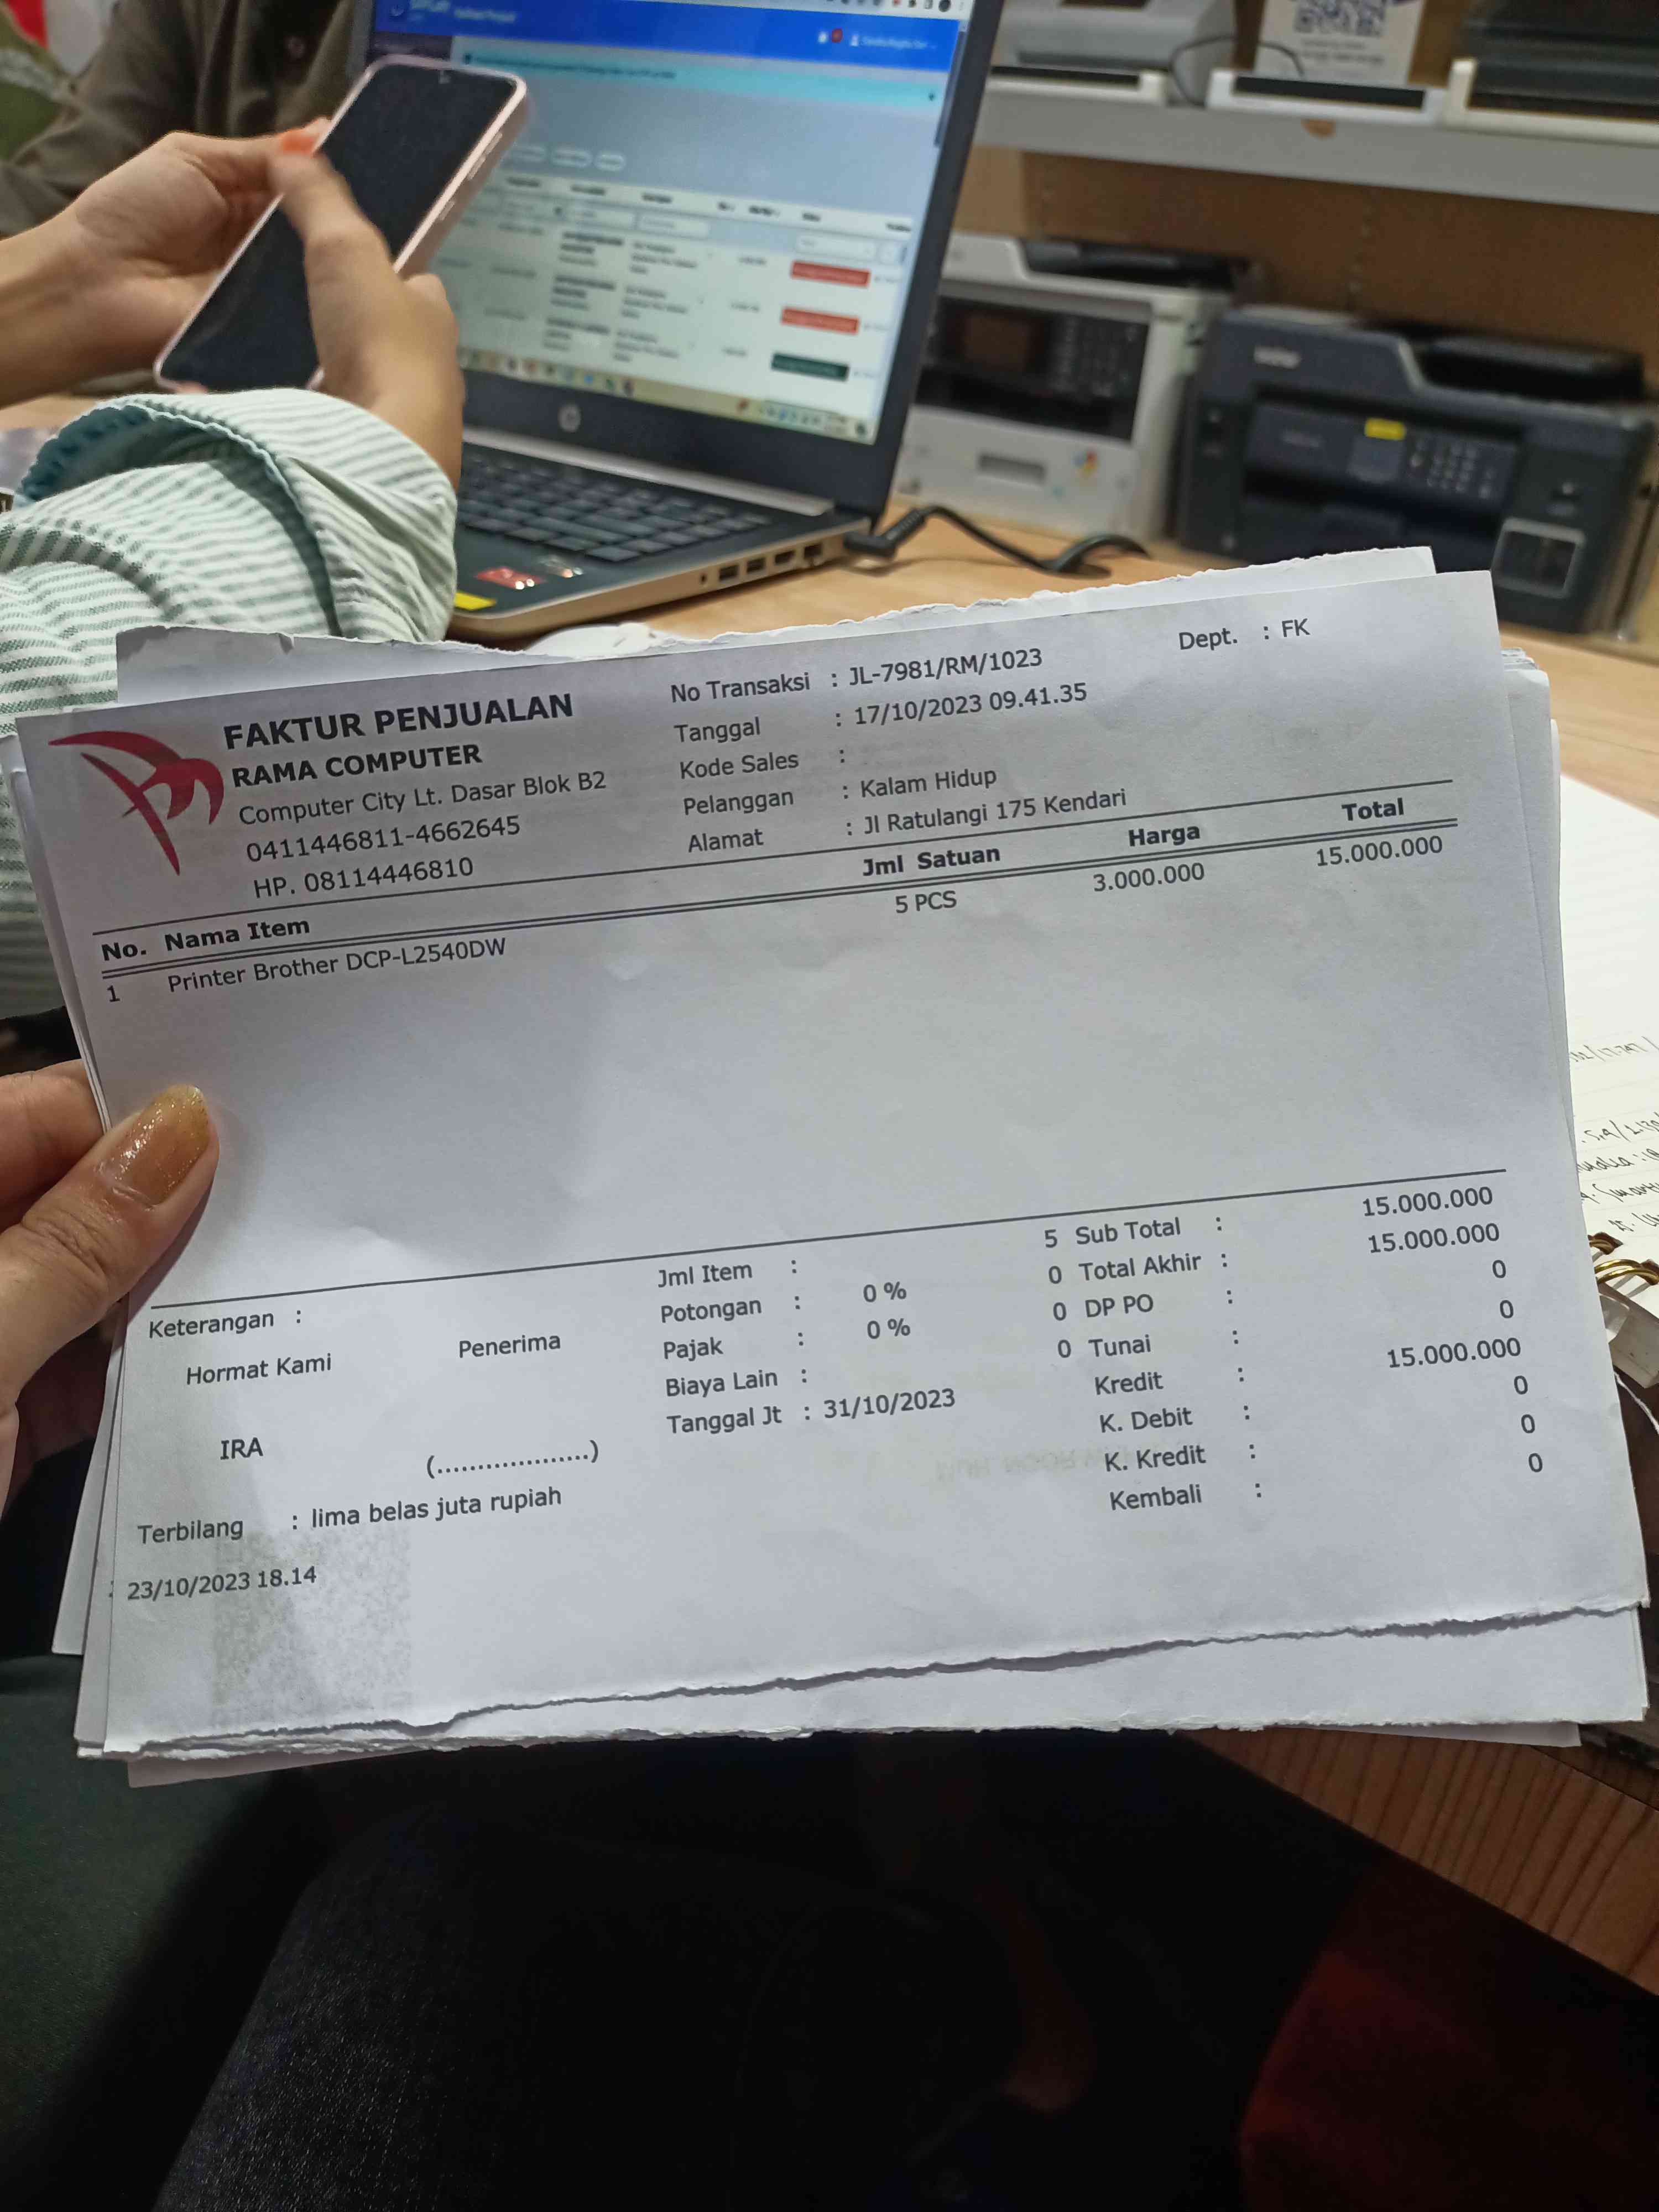 FAKTUR PENJUALAN
RAMA COMPUTER
Computer City Lt. Dasar Blok B2
0411446811-4662645
HP. 08114446810
No Transaksi : JL-7981/RM/1023
Dept. : FK
Tanggal : 17/10/2023 09.41.35
Kode Sales :
Pelanggan : Kalam Hidup
Alamat : Jl Ratulangi 175 Kendari
No. Nama Item Jml Satuan Harga Total
1 Printer Brother DCP-L2540DW 5 PCS 3.000.000 15.000.000
Keterangan :
Hormat Kami Penerima
IRA (...................)
Terbilang : lima belas juta rupiah
23/10/2023 18.14
Jml Item : 5
Potongan : 0 % 0
Pajak : 0 % 0
Biaya Lain : 0
Tanggal Jt : 31/10/2023
Sub Total : 15.000.000
Total Akhir : 15.000.000
DP PO : 0
Tunai : 0
Kredit : 15.000.000
K. Debit : 0
K. Kredit : 0
Kembali : 0